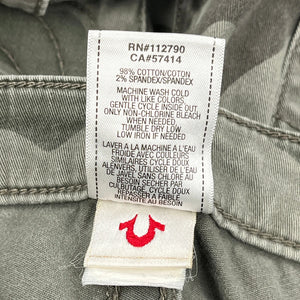 RN#112790
CA#57414
98% COTTON/COTON
2% SPANDEX/SPANDEX
MACHINE WASH COLD
WITH LIKE COLORS,
GENTLE CYCLE INSIDE OUT,
ONLY NON-CHLORINE BLEACH
WHEN NEEDED,
TUMBLE DRY LOW
LOW IRON IF NEEDED
LAVER A LA MACHINE A L'EAU
FROIDE AVEC COULEURS
SIMILAIRES CYCLE DOUX
ALENVERS, UTILISER DE L'EAU
DE JAVEL SANS CHLORE AU
BESOIN SECHER PAR
CULBUTAGE, CYCLE DOUX
REPASSER A FAIBLE
INTENSITE AU BESOIN